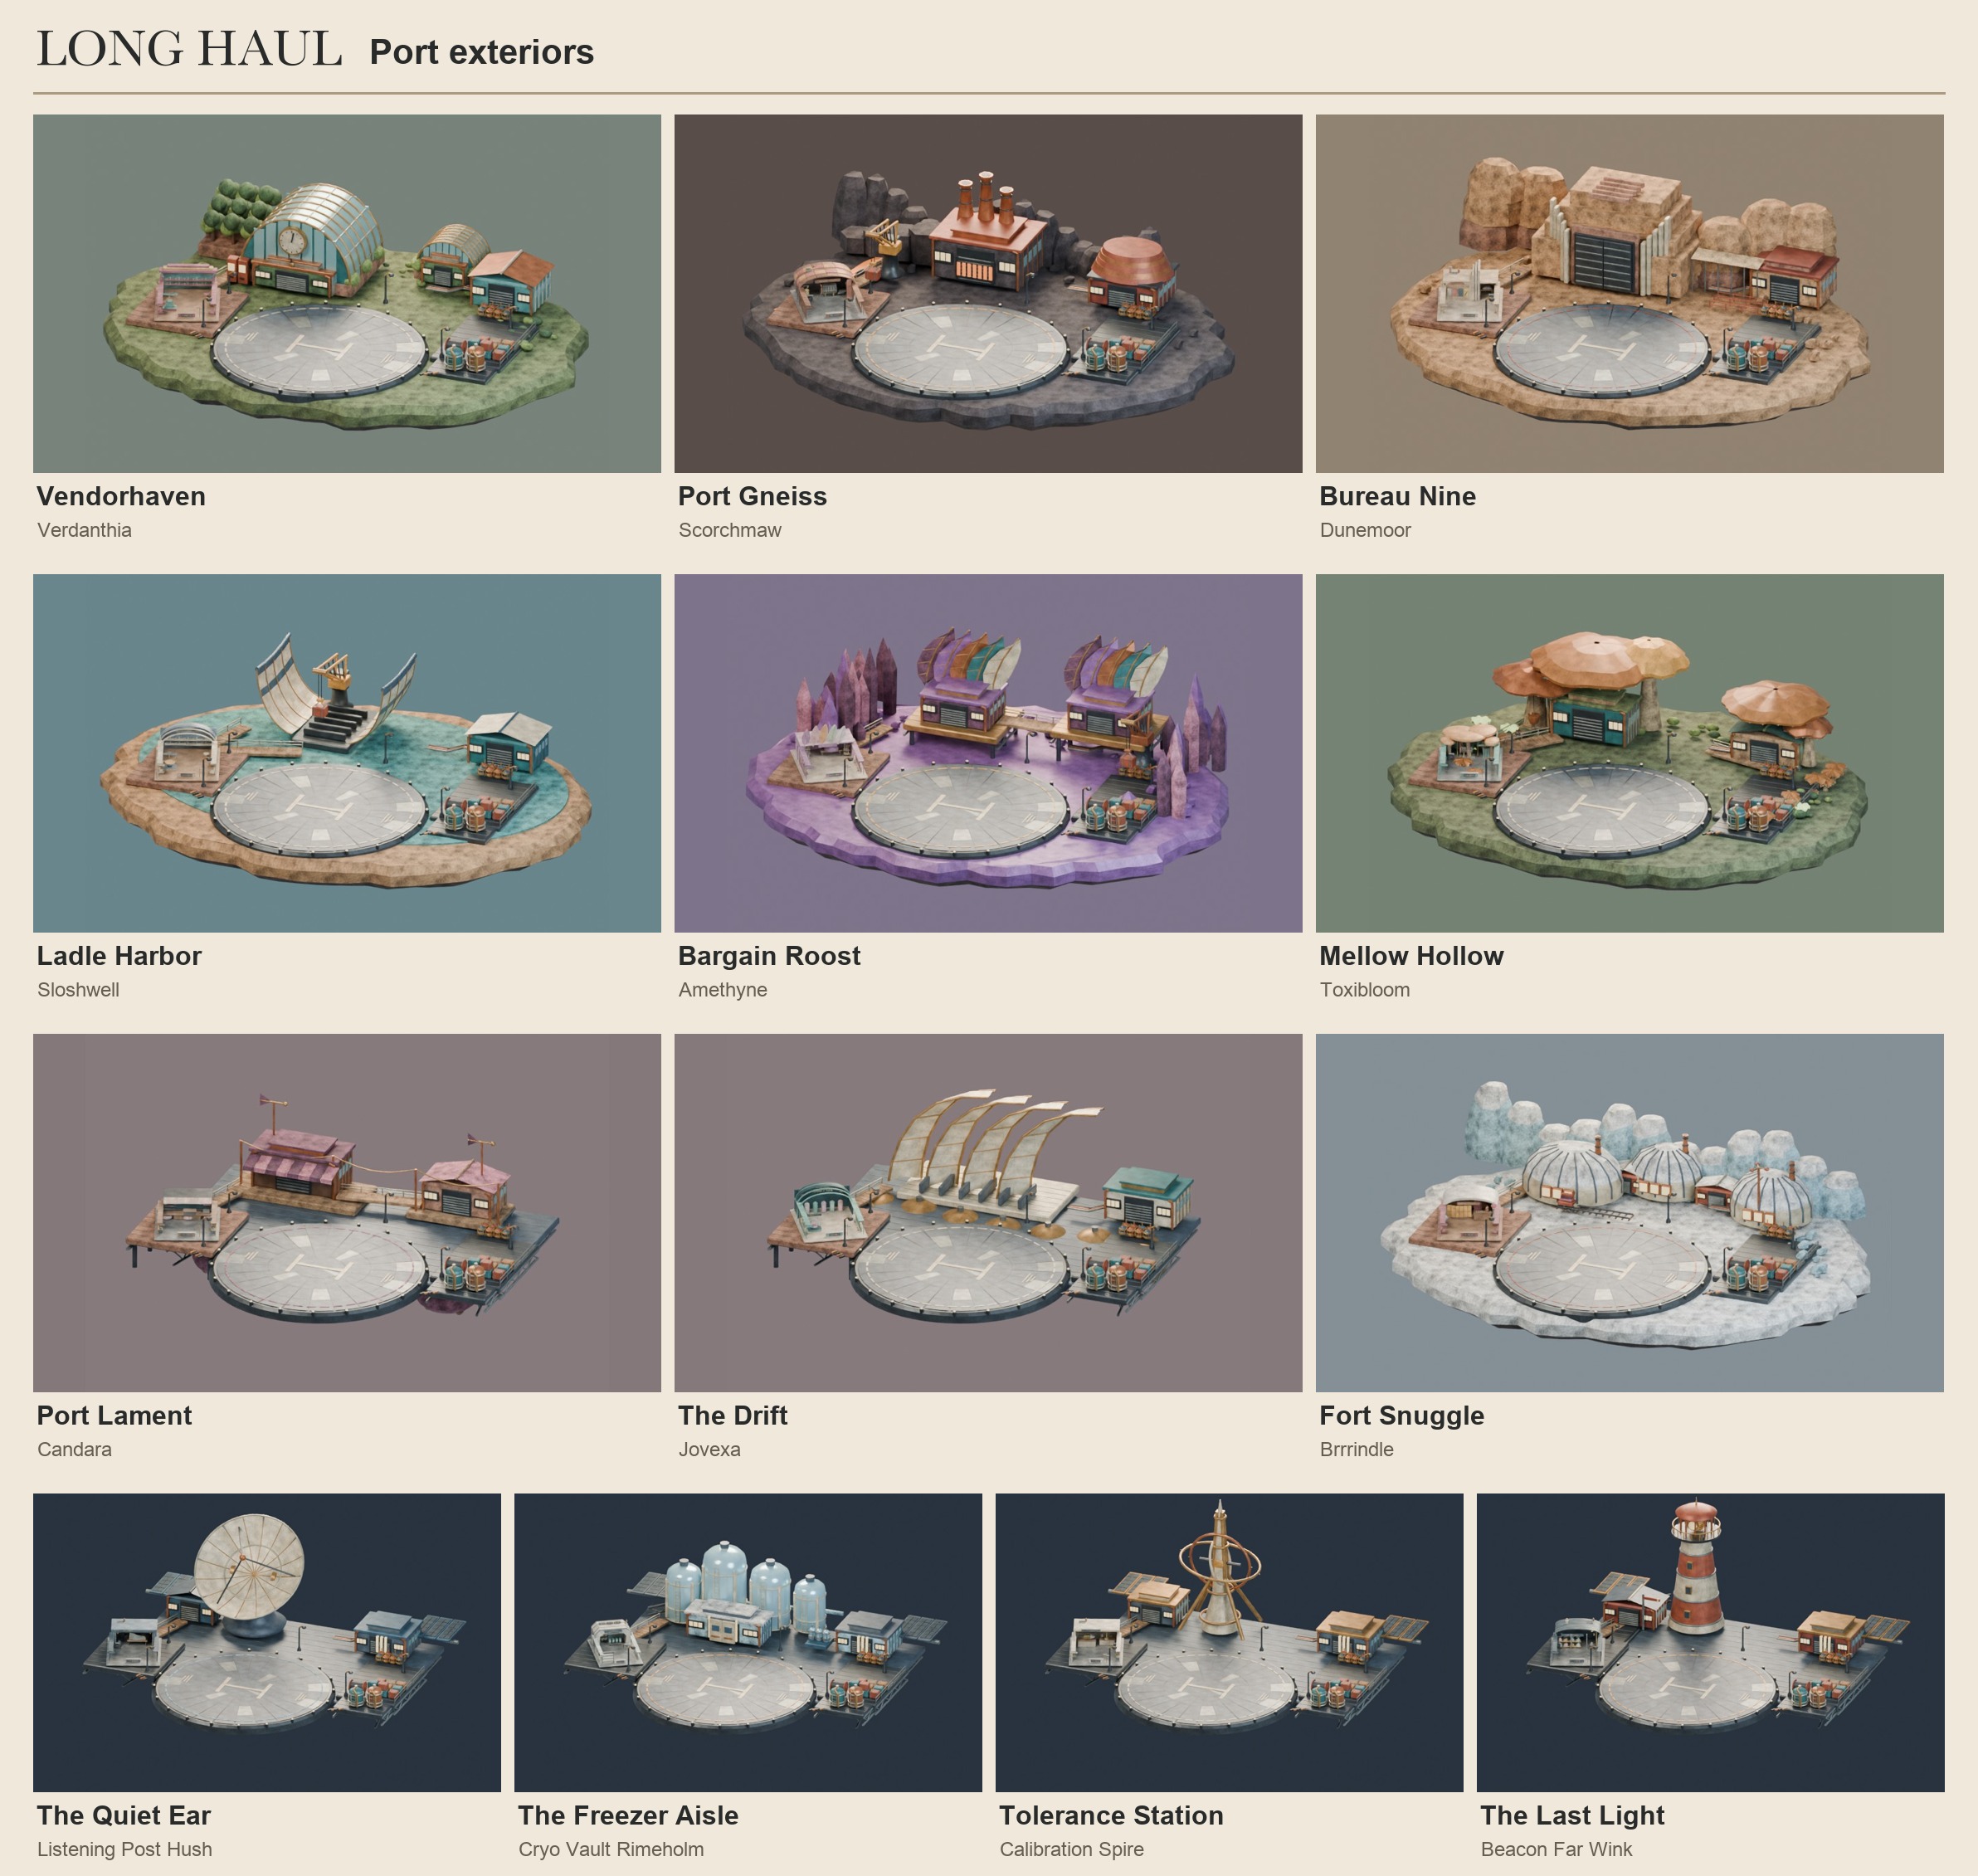 LONG HAUL Port exteriors
Vendorhaven
Verdanthia
Port Gneiss
Scorchmaw
Bureau Nine
Dunemoor
Ladle Harbor
Sloshwell
Bargain Roost
Amethyne
Mellow Hollow
Toxibloom
Port Lament
Candara
The Drift
Jovexa
Fort Snuggle
Brrrindle
The Quiet Ear
Listening Post Hush
The Freezer Aisle
Cryo Vault Rimeholm
Tolerance Station
Calibration Spire
The Last Light
Beacon Far Wink